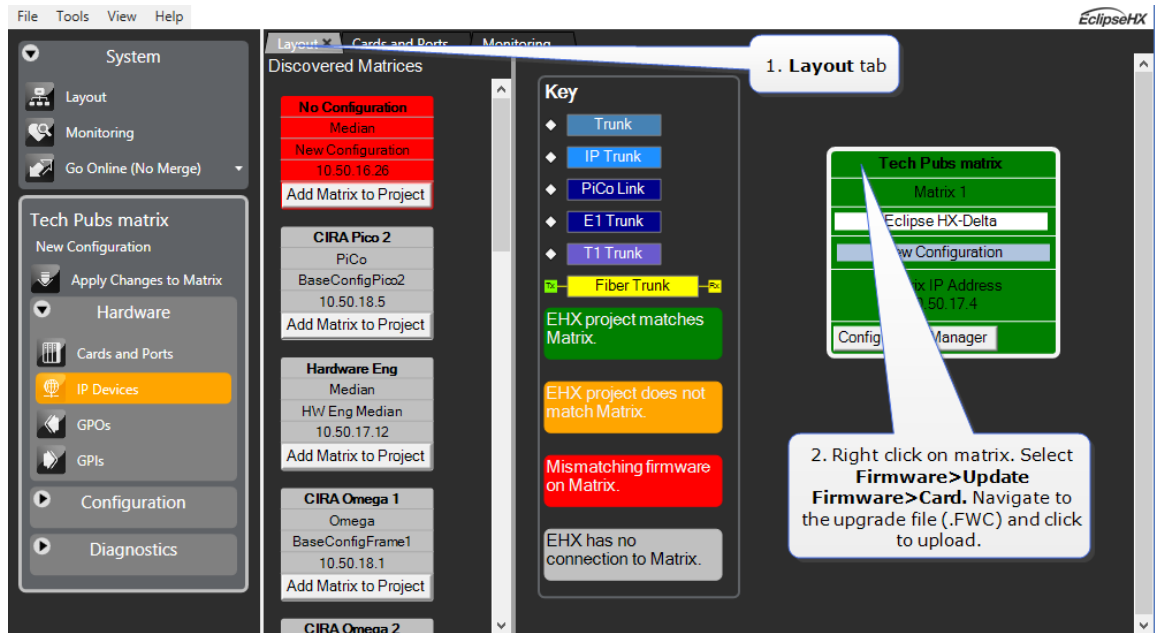 File Tools View Help
EclipseHX
System
Layout
Monitoring
Go Online (No Merge)
Tech Pubs matrix
New Configuration
Apply Changes to Matrix
Hardware
Cards and Ports
IP Devices
GPOs
GPIs
Configuration
Diagnostics
Layout Cards and Ports Monitoring
Discovered Matrices
No Configuration
Median
New Configuration
10.50.16.26
Add Matrix to Project
CIRA Pico 2
PiCo
BaseConfigPico2
10.50.18.5
Add Matrix to Project
Hardware Eng
Median
HW Eng Median
10.50.17.12
Add Matrix to Project
CIRA Omega 1
Omega
BaseConfigFrame1
10.50.18.1
Add Matrix to Project
CIRA Omega 2
Key
Trunk
IP Trunk
PiCo Link
E1 Trunk
T1 Trunk
Tx Fiber Trunk Rx
EHX project matches
Matrix.
EHX project does not
match Matrix.
Mismatching firmware
on Matrix.
EHX has no
connection to Matrix.
1. Layout tab
Tech Pubs matrix
Matrix 1
Eclipse HX-Delta
ew Configuration
ix IP Address
.50.17.4
Config Manager
2. Right click on matrix. Select
Firmware>Update
Firmware>Card. Navigate to
the upgrade file (.FWC) and click
to upload.